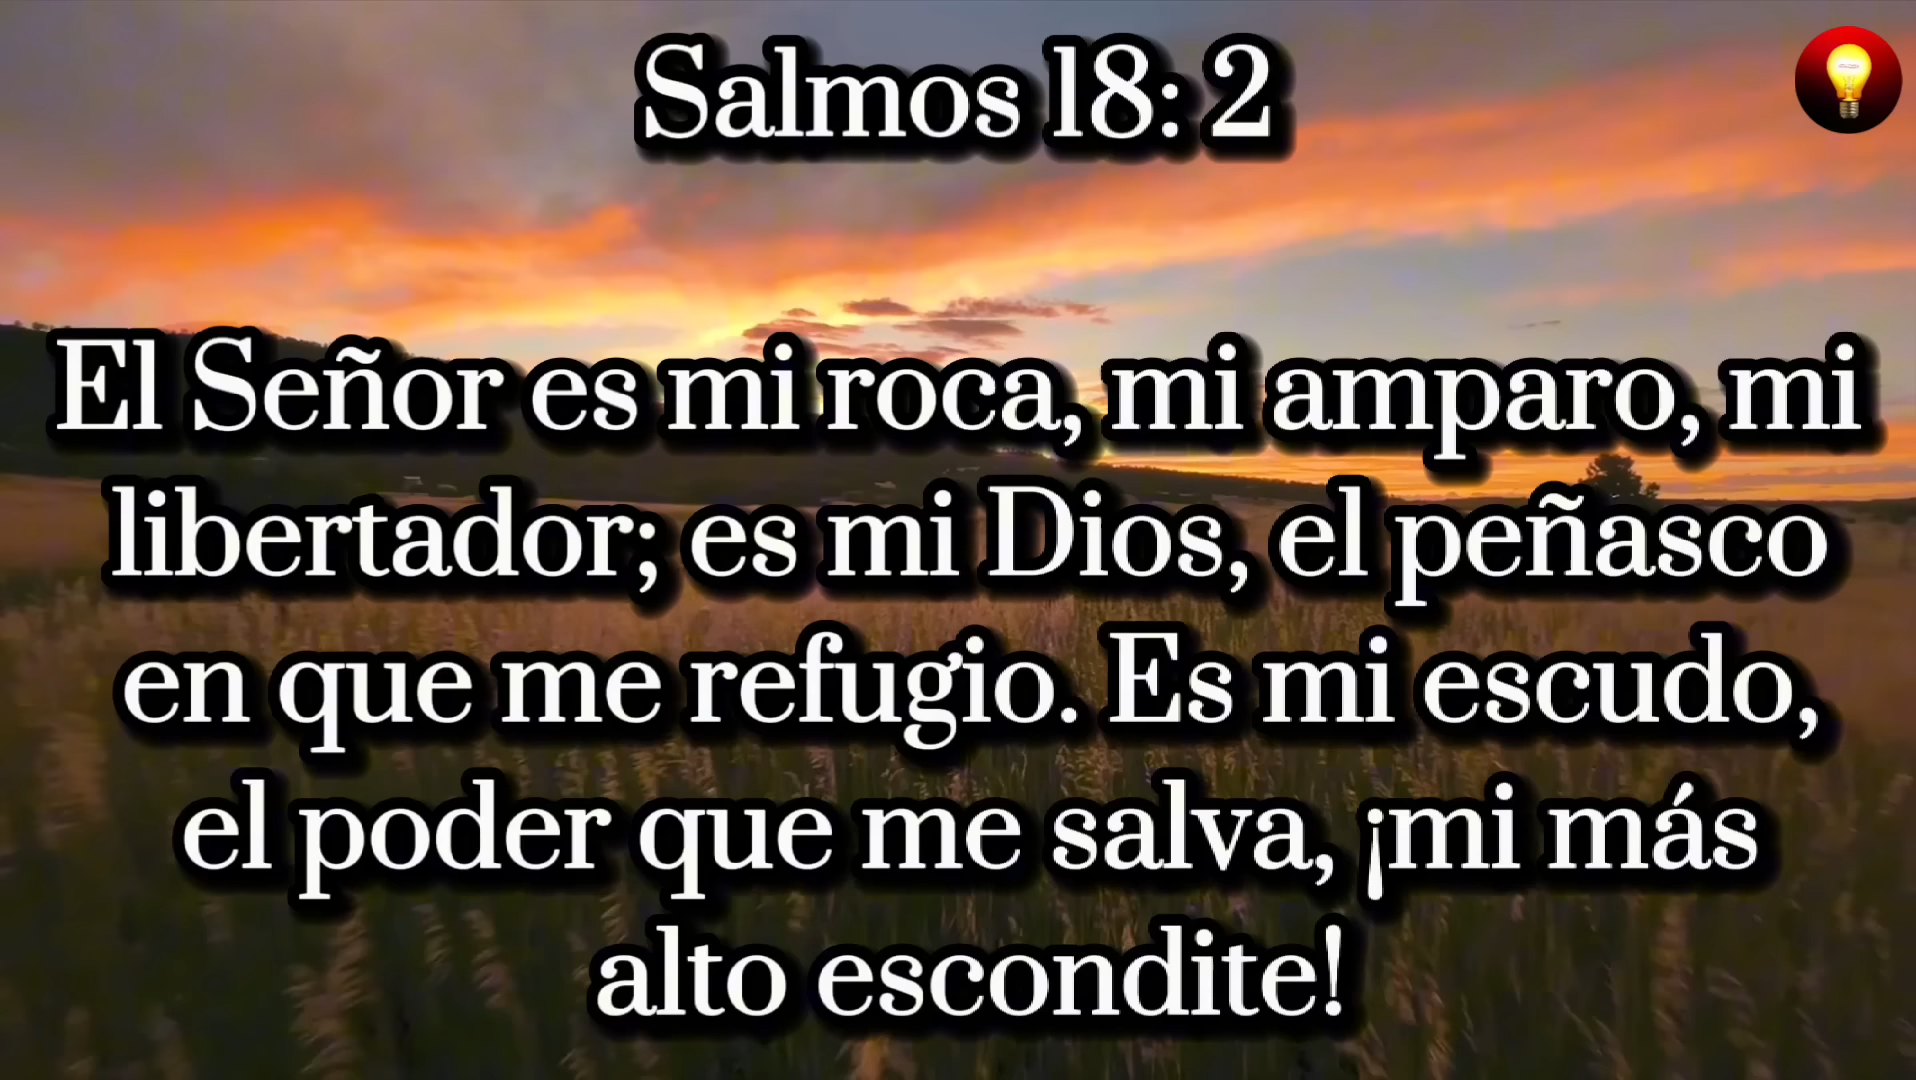 Salmos 18: 2
El Señor es mi roca, mi amparo, mi
libertador; es mi Dios, el peñasco
en que me refugio. Es mi escudo,
el poder que me salva, ¡mi más
alto escondite!